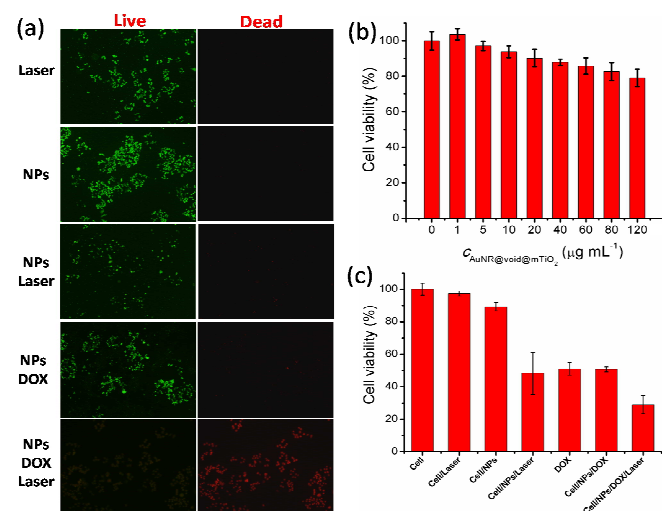 (a)
Live Dead
Laser
NPs
NPs
Laser
NPs
DOX
NPs
DOX
Laser
(b)
Cell viability (%)
100
80
60
40
20
0
0 1 5 10 20 40 60 80 120
c AuNR@void@mTiO2 (μg mL-1)
(c)
Cell viability (%)
100
80
60
40
20
0
Cell Cell/Laser Cell/NPs Cell/NPs/Laser DOX Cell/NPs/DOX Cell/NPs/DOX/Laser